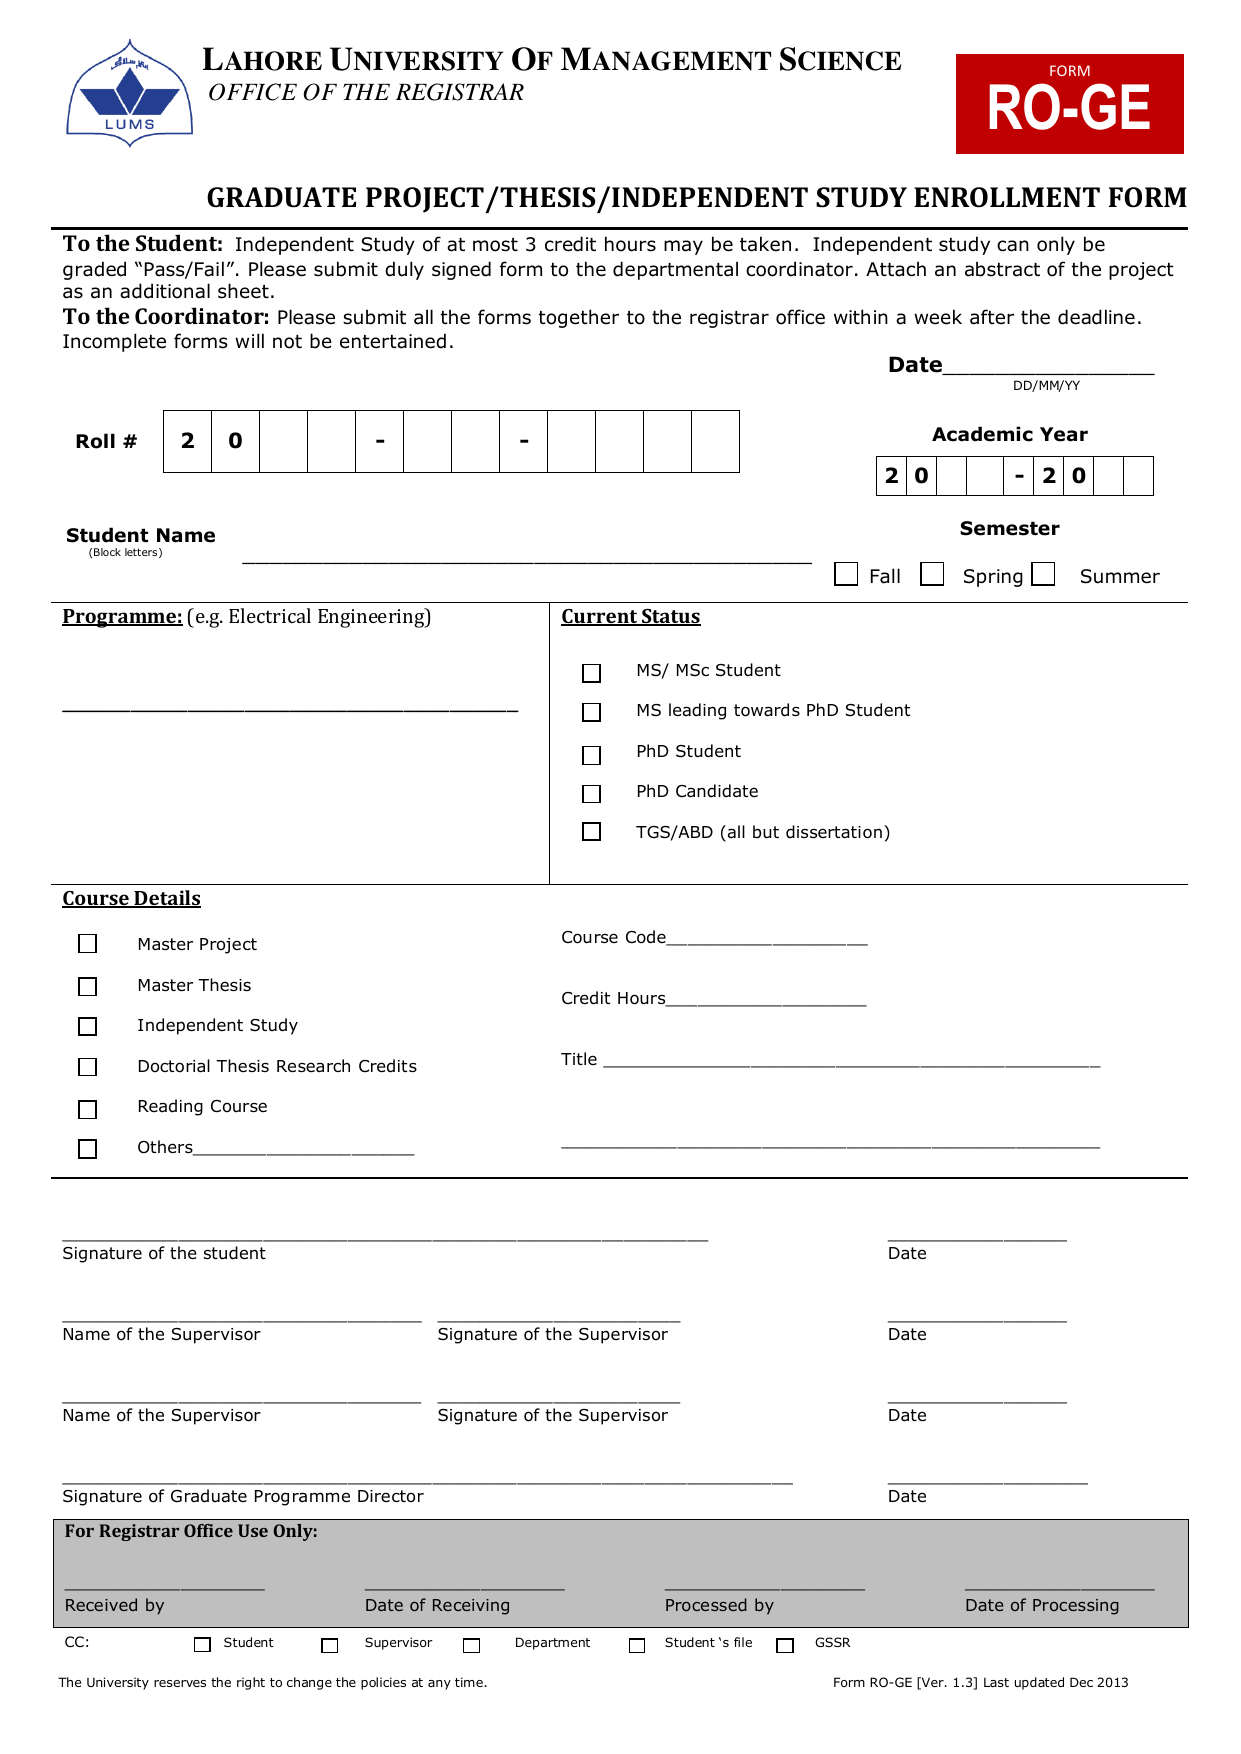 LAHORE UNIVERSITY OF MANAGEMENT SCIENCE
OFFICE OF THE REGISTRAR
LUMS
FORM
RO-GE
GRADUATE PROJECT/THESIS/INDEPENDENT STUDY ENROLLMENT FORM
To the Student: Independent Study of at most 3 credit hours may be taken. Independent study can only be
graded “Pass/Fail”. Please submit duly signed form to the departmental coordinator. Attach an abstract of the project
as an additional sheet.
To the Coordinator: Please submit all the forms together to the registrar office within a week after the deadline.
Incomplete forms will not be entertained.
Date________________
DD/MM/YY
Roll # 2 0 - -
Academic Year
2 0 - 2 0
Student Name
(Block letters)
Semester
Fall Spring Summer
Programme: (e.g. Electrical Engineering)
Current Status
MS/ MSc Student
MS leading towards PhD Student
PhD Student
PhD Candidate
TGS/ABD (all but dissertation)
Course Details
Master Project
Master Thesis
Independent Study
Doctorial Thesis Research Credits
Reading Course
Others_____________________
Course Code___________________
Credit Hours___________________
Title _______________________________________________
Signature of the student Date
Name of the Supervisor Signature of the Supervisor Date
Name of the Supervisor Signature of the Supervisor Date
Signature of Graduate Programme Director Date
For Registrar Office Use Only:
Received by Date of Receiving Processed by Date of Processing
CC: Student Supervisor Department Student ‘s file GSSR
The University reserves the right to change the policies at any time. Form RO-GE [Ver. 1.3] Last updated Dec 2013